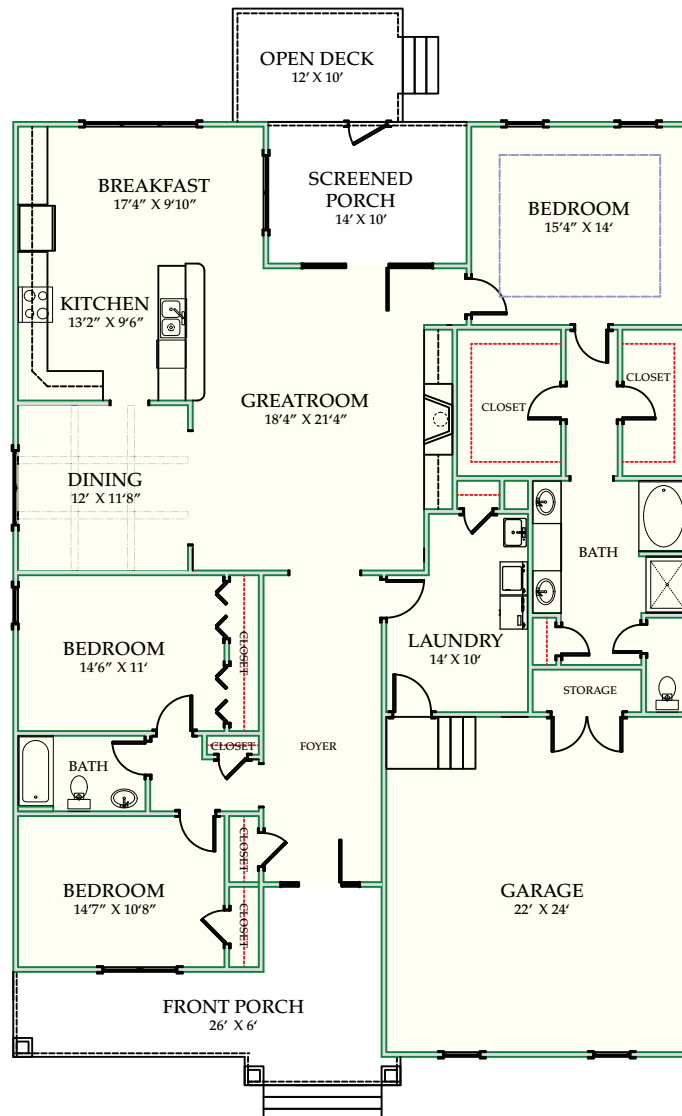 OPEN DECK
12’ X 10’
BREAKFAST
17’4” X 9’10”
SCREENED
PORCH
14’ X 10’
BEDROOM
15’4” X 14‘
KITCHEN
13’2” X 9‘6”
GREATROOM
18’4” X 21’4”
CLOSET
CLOSET
DINING
12’ X 11’8”
BATH
BEDROOM
14’6” X 11‘
CLOSET
LAUNDRY
14’ X 10‘
STORAGE
CLOSET
FOYER
BATH
CLOSET
BEDROOM
14’7” X 10‘8”
CLOSET
GARAGE
22’ X 24‘
FRONT PORCH
26’ X 6‘